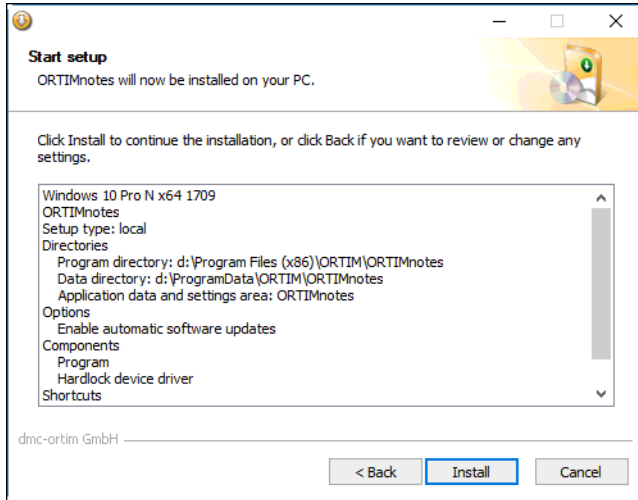 Start setup
ORTIMnotes will now be installed on your PC.
Click Install to continue the installation, or click Back if you want to review or change any
settings.
Windows 10 Pro N x64 1709
ORTIMnotes
Setup type: local
Directories
Program directory: d:\Program Files (x86)\ORTIM\ORTIMnotes
Data directory: d:\ProgramData\ORTIM\ORTIMnotes
Application data and settings area: ORTIMnotes
Options
Enable automatic software updates
Components
Program
Hardlock device driver
Shortcuts
dmc-ortim GmbH
< Back Install Cancel